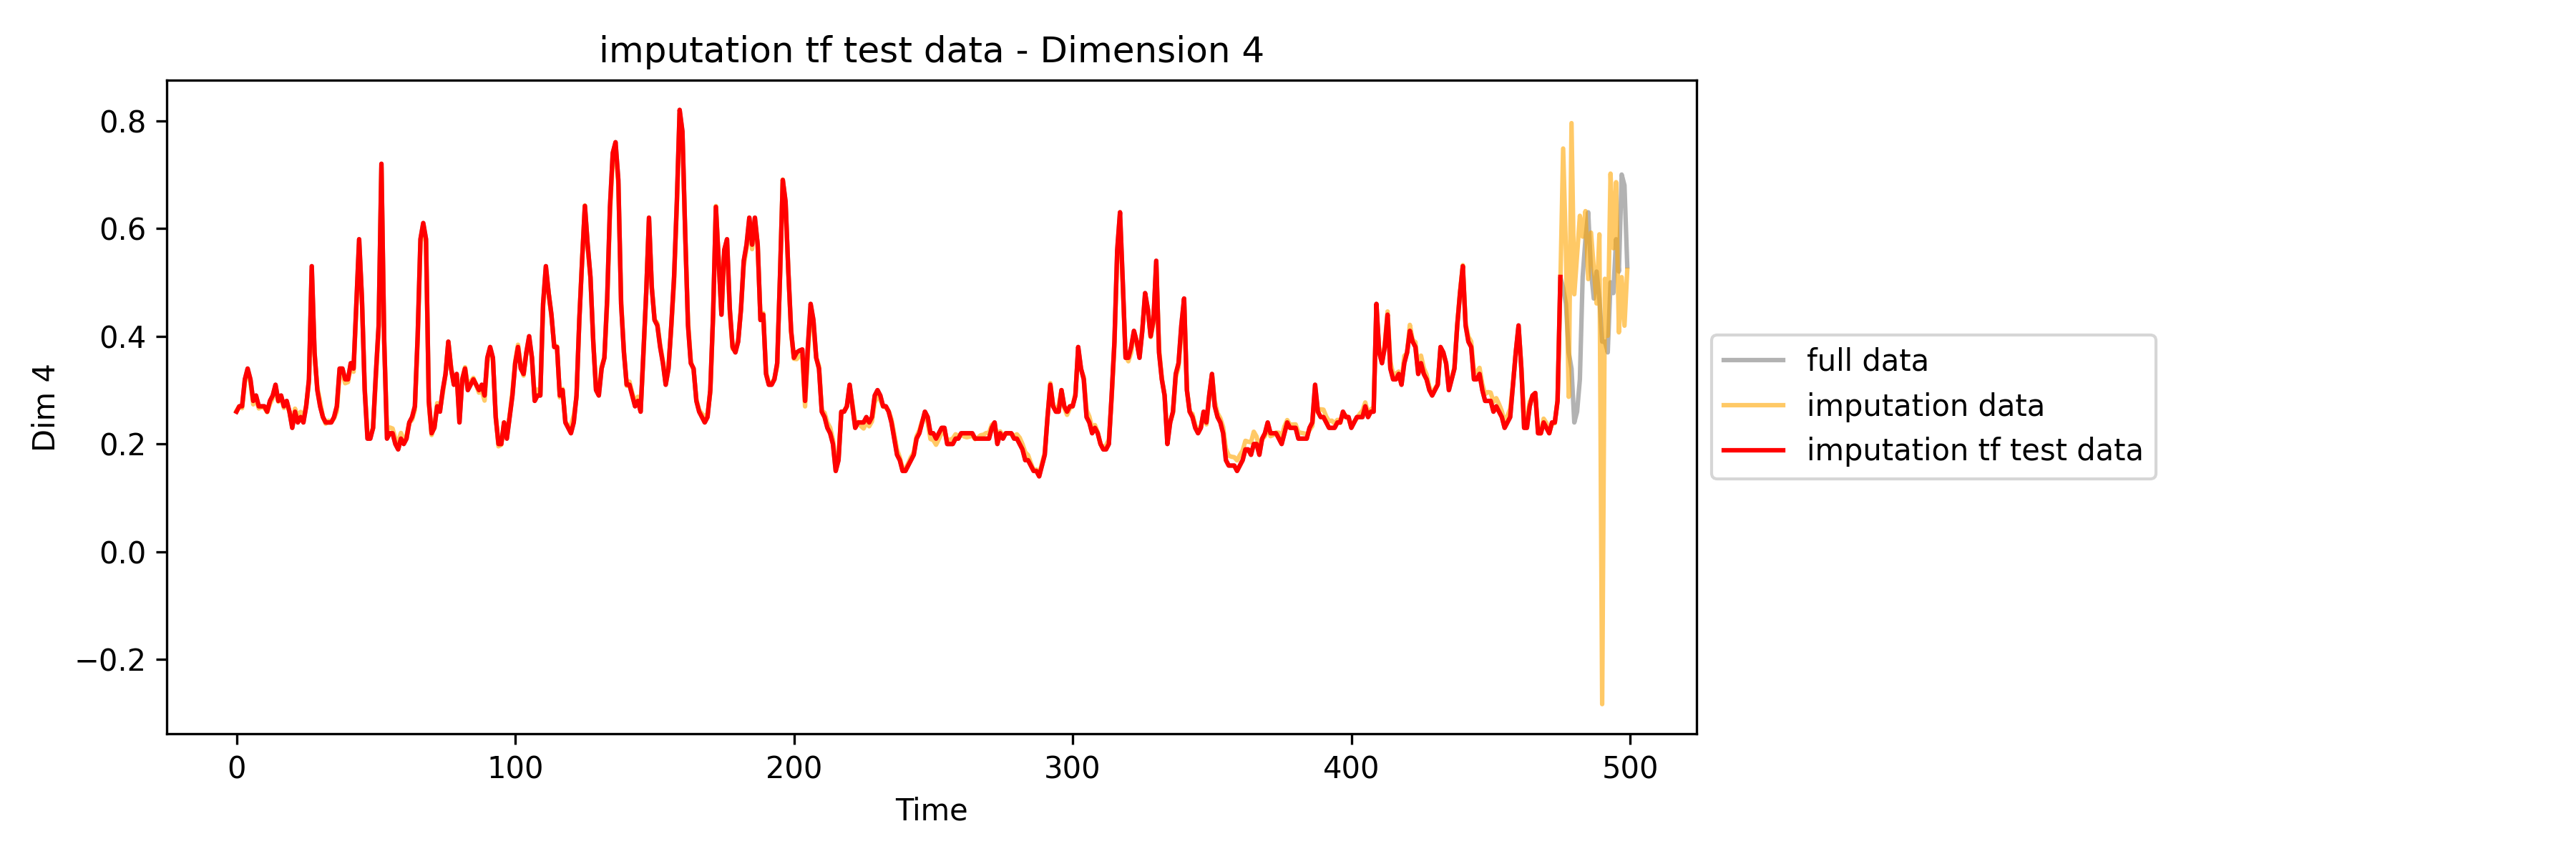 imputation tf test data - Dimension 4
Dim 4
0.8
0.6
0.4
0.2
0.0
−0.2
0 100 200 300 400 500
Time
full data
imputation data
imputation tf test data